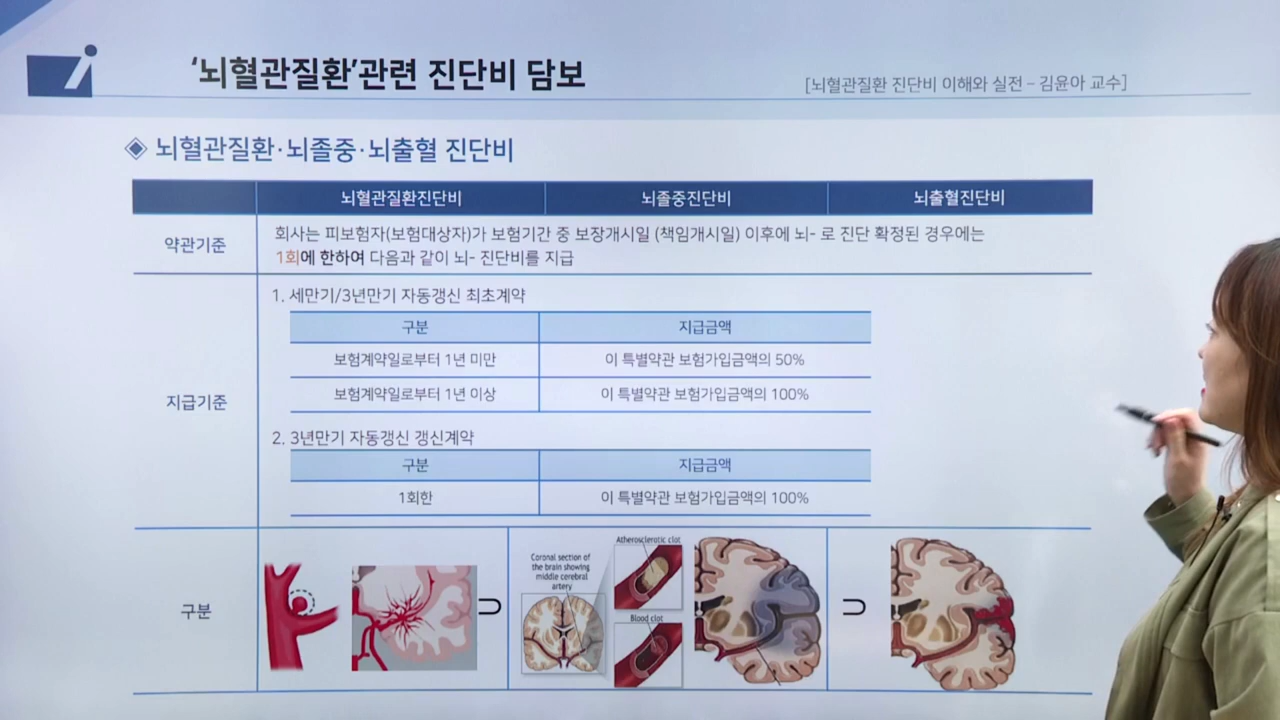 ‘뇌혈관질환’관련 진단비 담보
[뇌혈관질환 진단비 이해와 실전 – 김윤아 교수]
뇌혈관질환·뇌졸중·뇌출혈 진단비
뇌혈관질환진단비
뇌졸중진단비
뇌출혈진단비
약관기준
회사는 피보험자(보험대상자)가 보험기간 중 보장개시일 (책임개시일) 이후에 뇌- 로 진단 확정된 경우에는
1회에 한하여 다음과 같이 뇌- 진단비를 지급
지급기준
1. 세만기/3년만기 자동갱신 최초계약
구분
지급금액
보험계약일로부터 1년 미만
이 특별약관 보험가입금액의 50%
보험계약일로부터 1년 이상
이 특별약관 보험가입금액의 100%
2. 3년만기 자동갱신 갱신계약
구분
지급금액
1회한
이 특별약관 보험가입금액의 100%
구분
⊃
Coronal section of
the brain showing
middle cerebral
artery
Atherosclerotic clot
Blood clot
⊃